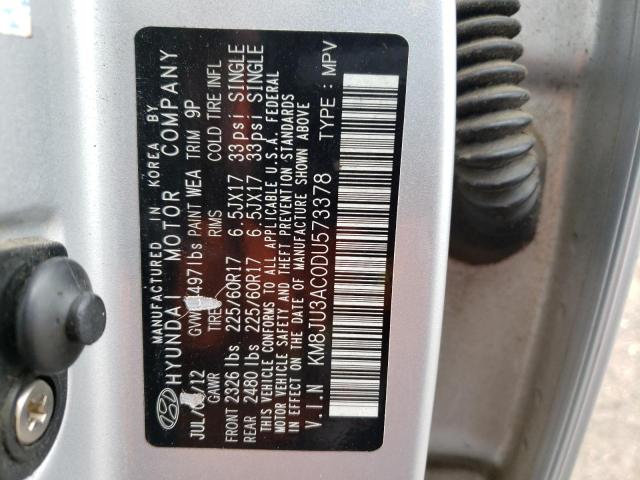 MANUFACTURED IN KOREA BY
HYUNDAI MOTOR COMPANY
JUL/ /12 GVWR 4497lbs PAINT WEA TRIM 9P
GAWR TIRE RIMS COLD TIRE INFL
FRONT 2326 lbs 225/60R17 6.5JX17 33psi SINGLE
REAR 2480 lbs 225/60R17 6.5JX17 33psi SINGLE
THIS VEHICLE CONFORMS TO ALL APPLICABLE U.S.A. FEDERAL
MOTOR VEHICLE SAFETY AND THEFT PREVENTION STANDARDS
IN EFFECT ON THE DATE OF MANUFACTURE SHOWN ABOVE
V.I.N KM8JU3AC0DU573378 TYPE : MPV